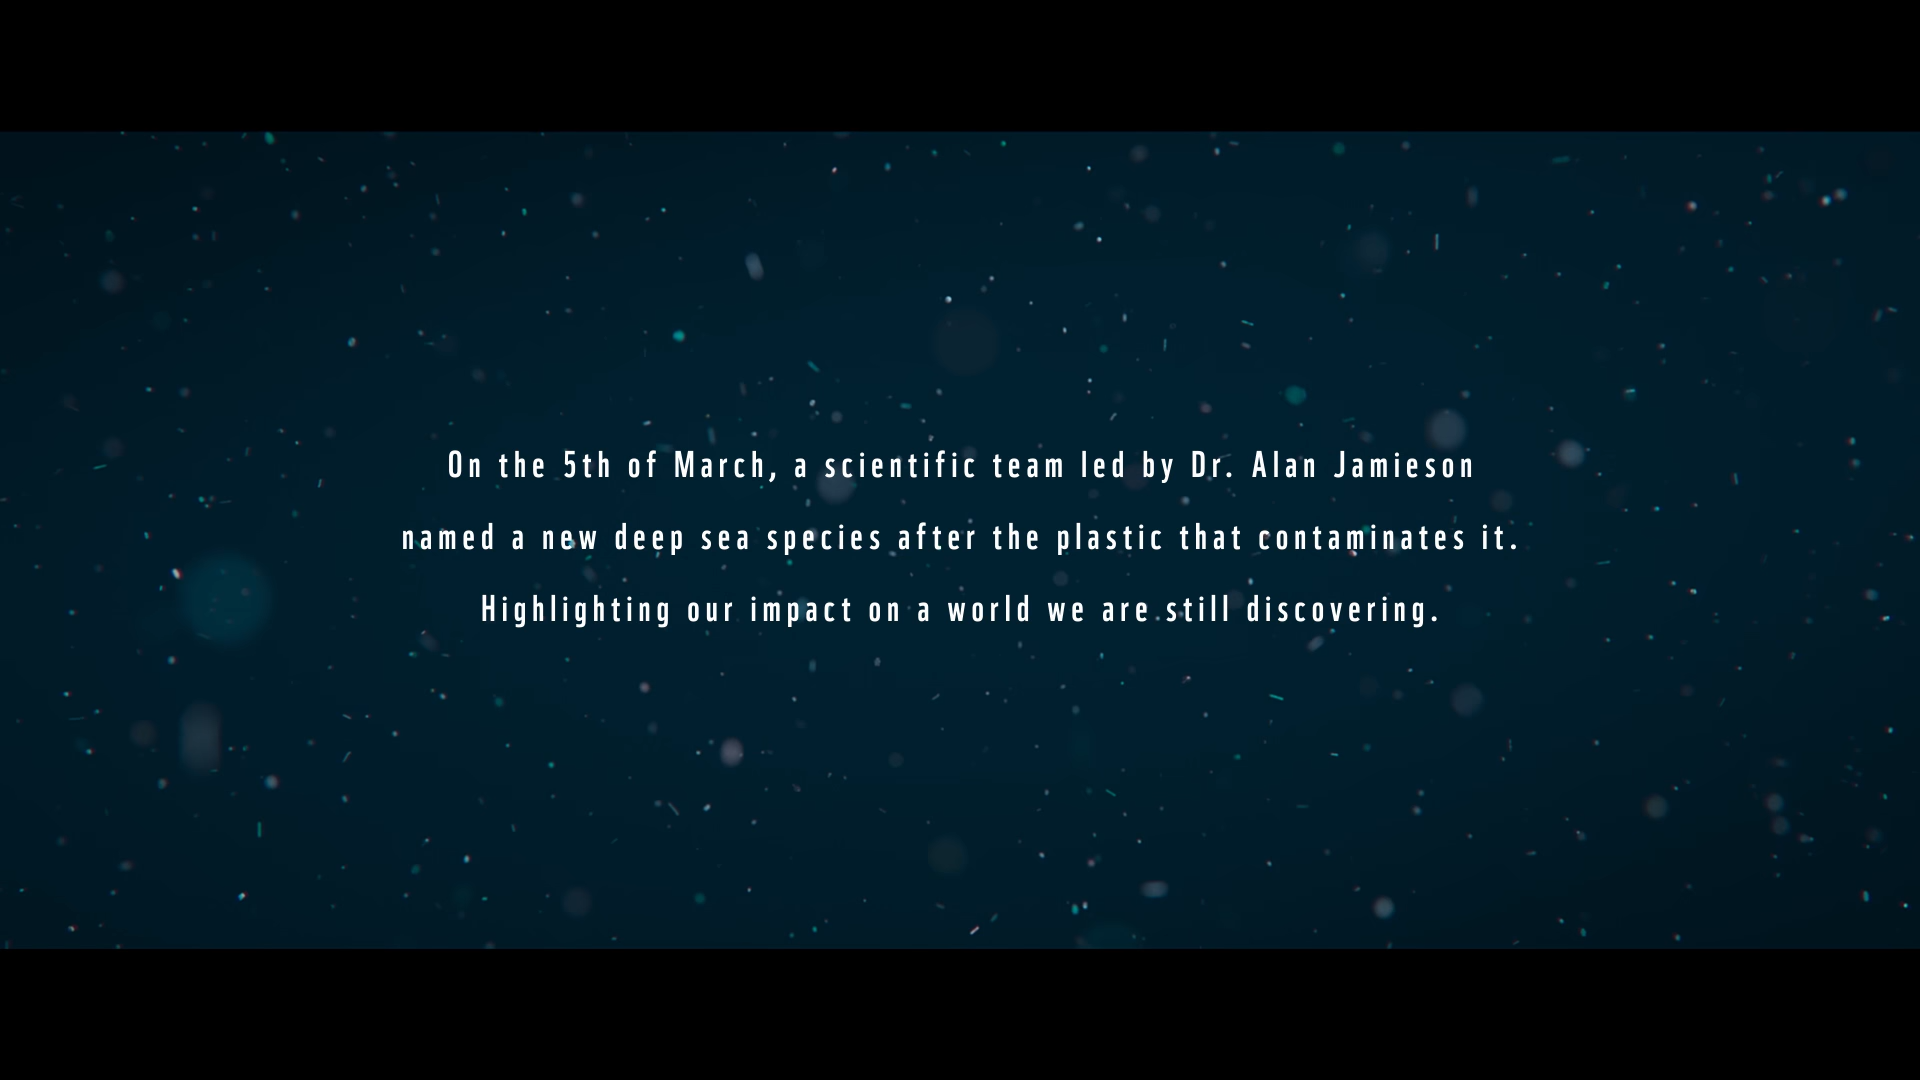 On the 5th of March, a scientific team led by Dr. Alan Jamieson
named a new deep sea species after the plastic that contaminates it.
Highlighting our impact on a world we are still discovering.